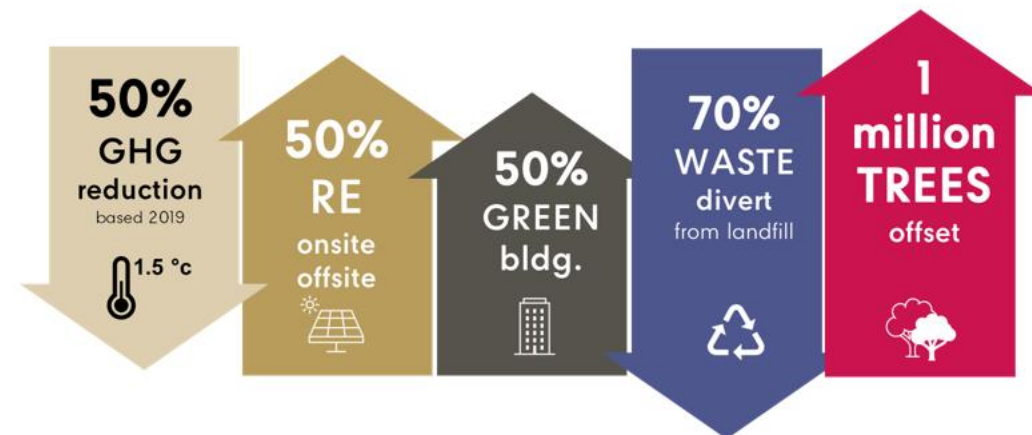 50%
GHG
reduction
based 2019
1.5 °c
50%
RE
onsite
offsite
50%
GREEN
bldg.
70%
WASTE
divert
from landfill
1
million
TREES
offset